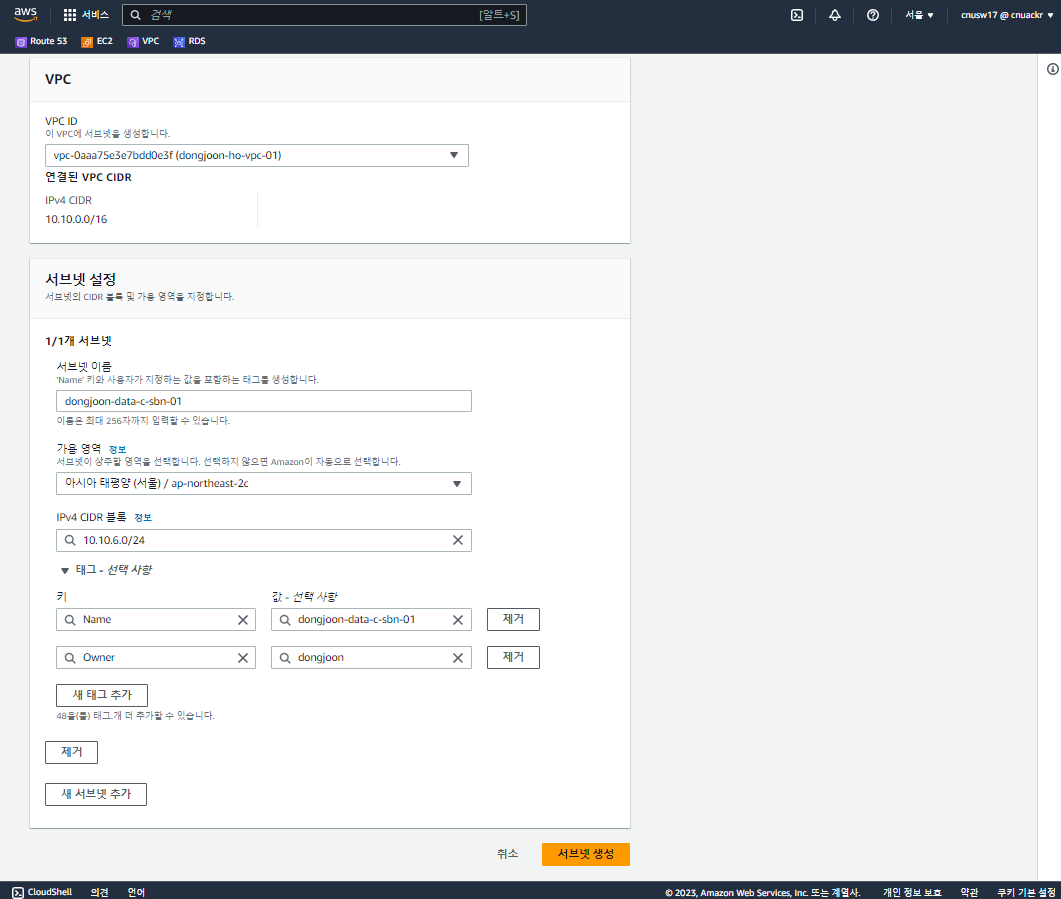 aws 서비스 검색 [알트+S] 서울 ▼ cnusw17 @ cnuackr ▼
Route 53 EC2 VPC RDS
VPC
VPC ID
이 VPC에 서브넷을 생성합니다.
vpc-0aaa75e3e7bdd0e3f (dongjoon-ho-vpc-01)
연결된 VPC CIDR
IPv4 CIDR
10.10.0.0/16
서브넷 설정
서브넷의 CIDR 블록 및 가용 영역을 지정합니다.
1/1개 서브넷
서브넷 이름
'Name' 키와 사용자가 지정하는 값을 포함하는 태그를 생성합니다.
dongjoon-data-c-sbn-01
이름은 최대 256자까지 입력할 수 있습니다.
가용 영역 정보
서브넷이 상주할 영역을 선택합니다. 선택하지 않으면 Amazon이 자동으로 선택합니다.
아시아 태평양 (서울) / ap-northeast-2c
IPv4 CIDR 블록 정보
10.10.6.0/24
▼ 태그 - 선택 사항
키 값 - 선택 사항
Name dongjoon-data-c-sbn-01 제거
Owner dongjoon 제거
새 태그 추가
48을(를) 태그.개 더 추가할 수 있습니다.
제거
새 서브넷 추가
취소 서브넷 생성
CloudShell 의견 언어 © 2023, Amazon Web Services, Inc. 또는 계열사. 개인 정보 보호 약관 쿠키 기본 설정